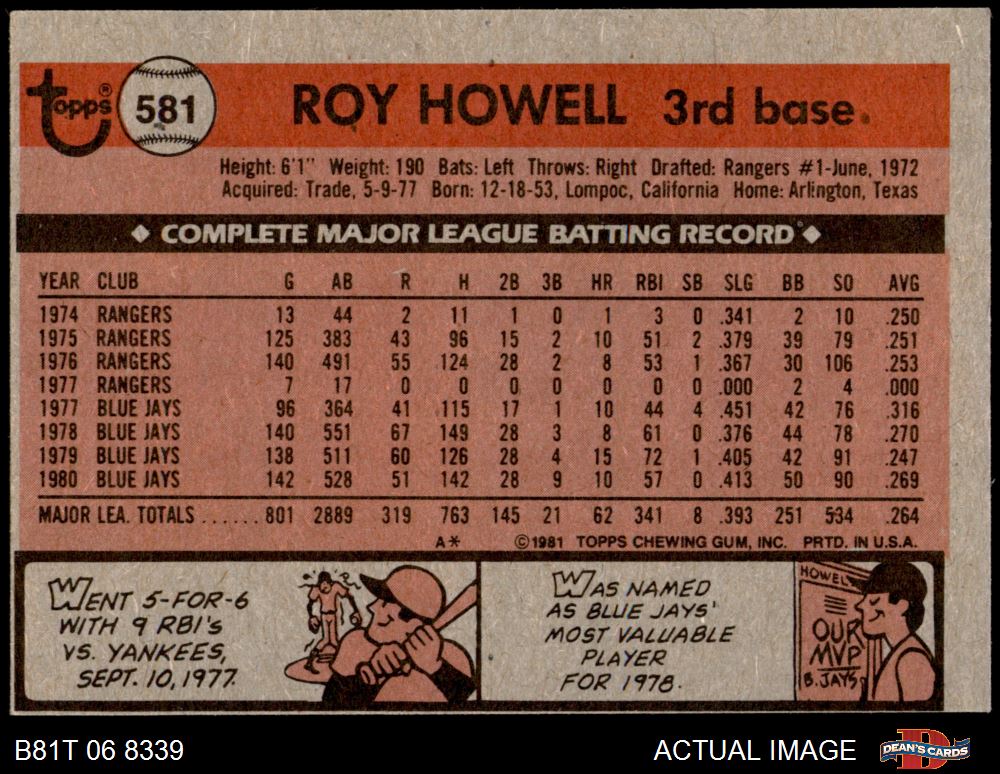 Topps® 581 ROY HOWELL 3rd base.
Height: 6'1" Weight: 190 Bats: Left Throws: Right Drafted: Rangers #1-June, 1972
Acquired: Trade, 5-9-77 Born: 12-18-53, Lompoc, California Home: Arlington, Texas
◆ COMPLETE MAJOR LEAGUE BATTING RECORD ◆
YEAR CLUB G AB R H 2B 3B HR RBI SB SLG BB SO AVG
1974 RANGERS 13 44 2 11 1 0 1 3 0 .341 2 10 .250
1975 RANGERS 125 383 43 96 15 2 10 51 2 .379 39 79 .251
1976 RANGERS 140 491 55 124 28 2 8 53 1 .367 30 106 .253
1977 RANGERS 7 17 0 0 0 0 0 0 0 .000 2 4 .000
1977 BLUE JAYS 96 364 41 115 17 1 10 44 4 .451 42 76 .316
1978 BLUE JAYS 140 551 67 149 28 3 8 61 0 .376 44 78 .270
1979 BLUE JAYS 138 511 60 126 28 4 15 72 1 .405 42 91 .247
1980 BLUE JAYS 142 528 51 142 28 9 10 57 0 .413 50 90 .269
MAJOR LEA. TOTALS ...... 801 2889 319 763 145 21 62 341 8 .393 251 534 .264
A* ©1981 TOPPS CHEWING GUM, INC. PRTD. IN U.S.A.
WENT 5-FOR-6
WITH 9 RBI's
VS. YANKEES,
SEPT. 10, 1977.
WAS NAMED
AS BLUE JAYS'
MOST VALUABLE
PLAYER
FOR 1978.
HOWEL
OUR
MVP
B. JAYS
B81T 06 8339 ACTUAL IMAGE DEAN'S CARDS